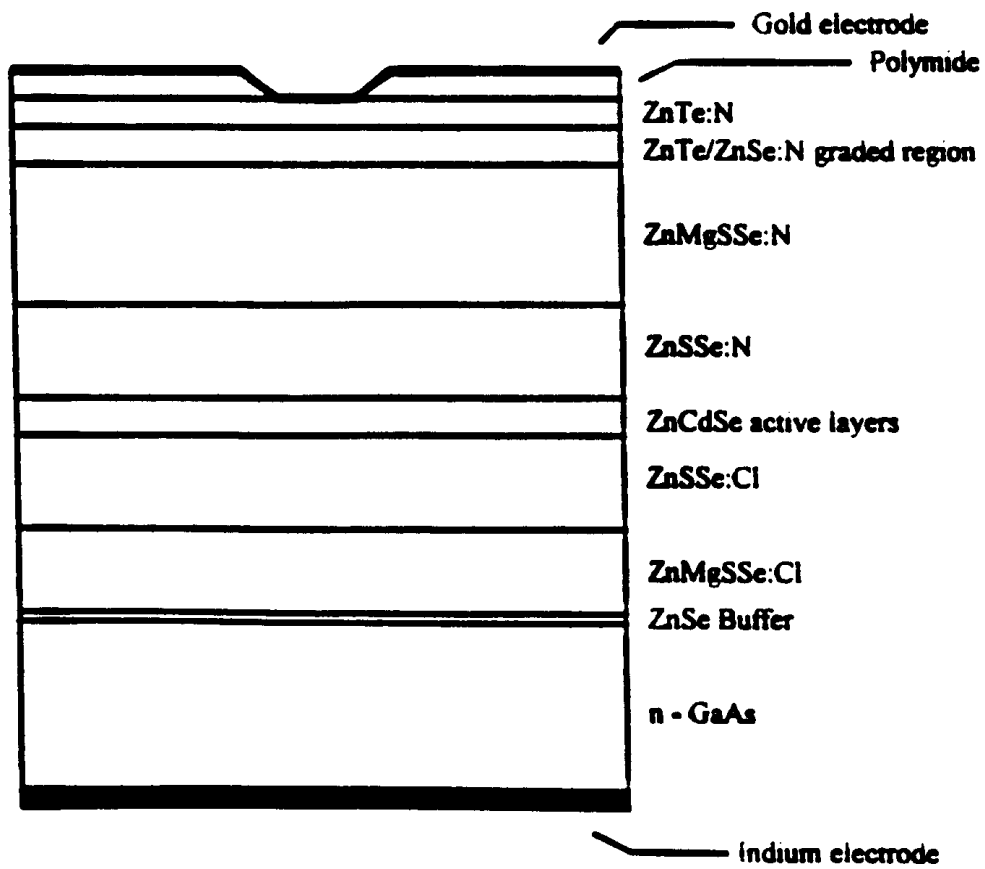 Gold electrode
Polymide
ZnTe:N
ZnTe/ZnSe:N graded region
ZnMgSSe:N
ZnSSe:N
ZnCdSe active layers
ZnSSe:Cl
ZnMgSSe:Cl
ZnSe Buffer
n - GaAs
Indium electrode